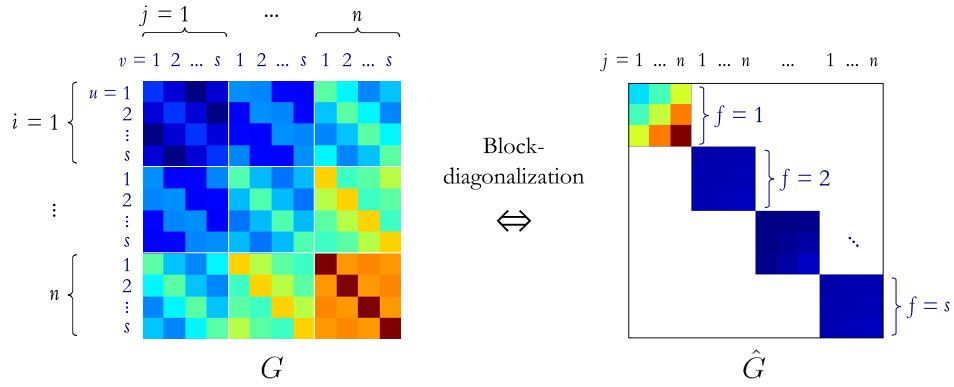 j = 1 ... n
v = 1 2 ... s 1 2 ... s 1 2 ... s
j = 1 ... n 1 ... n ... 1 ... n
u = 1
2
⋮
s
i = 1
1
2
⋮
s
⋮
1
2
⋮
s
n
Block-
diagonalization
⇔
f = 1
f = 2
⋱
f = s
G
Ĝ